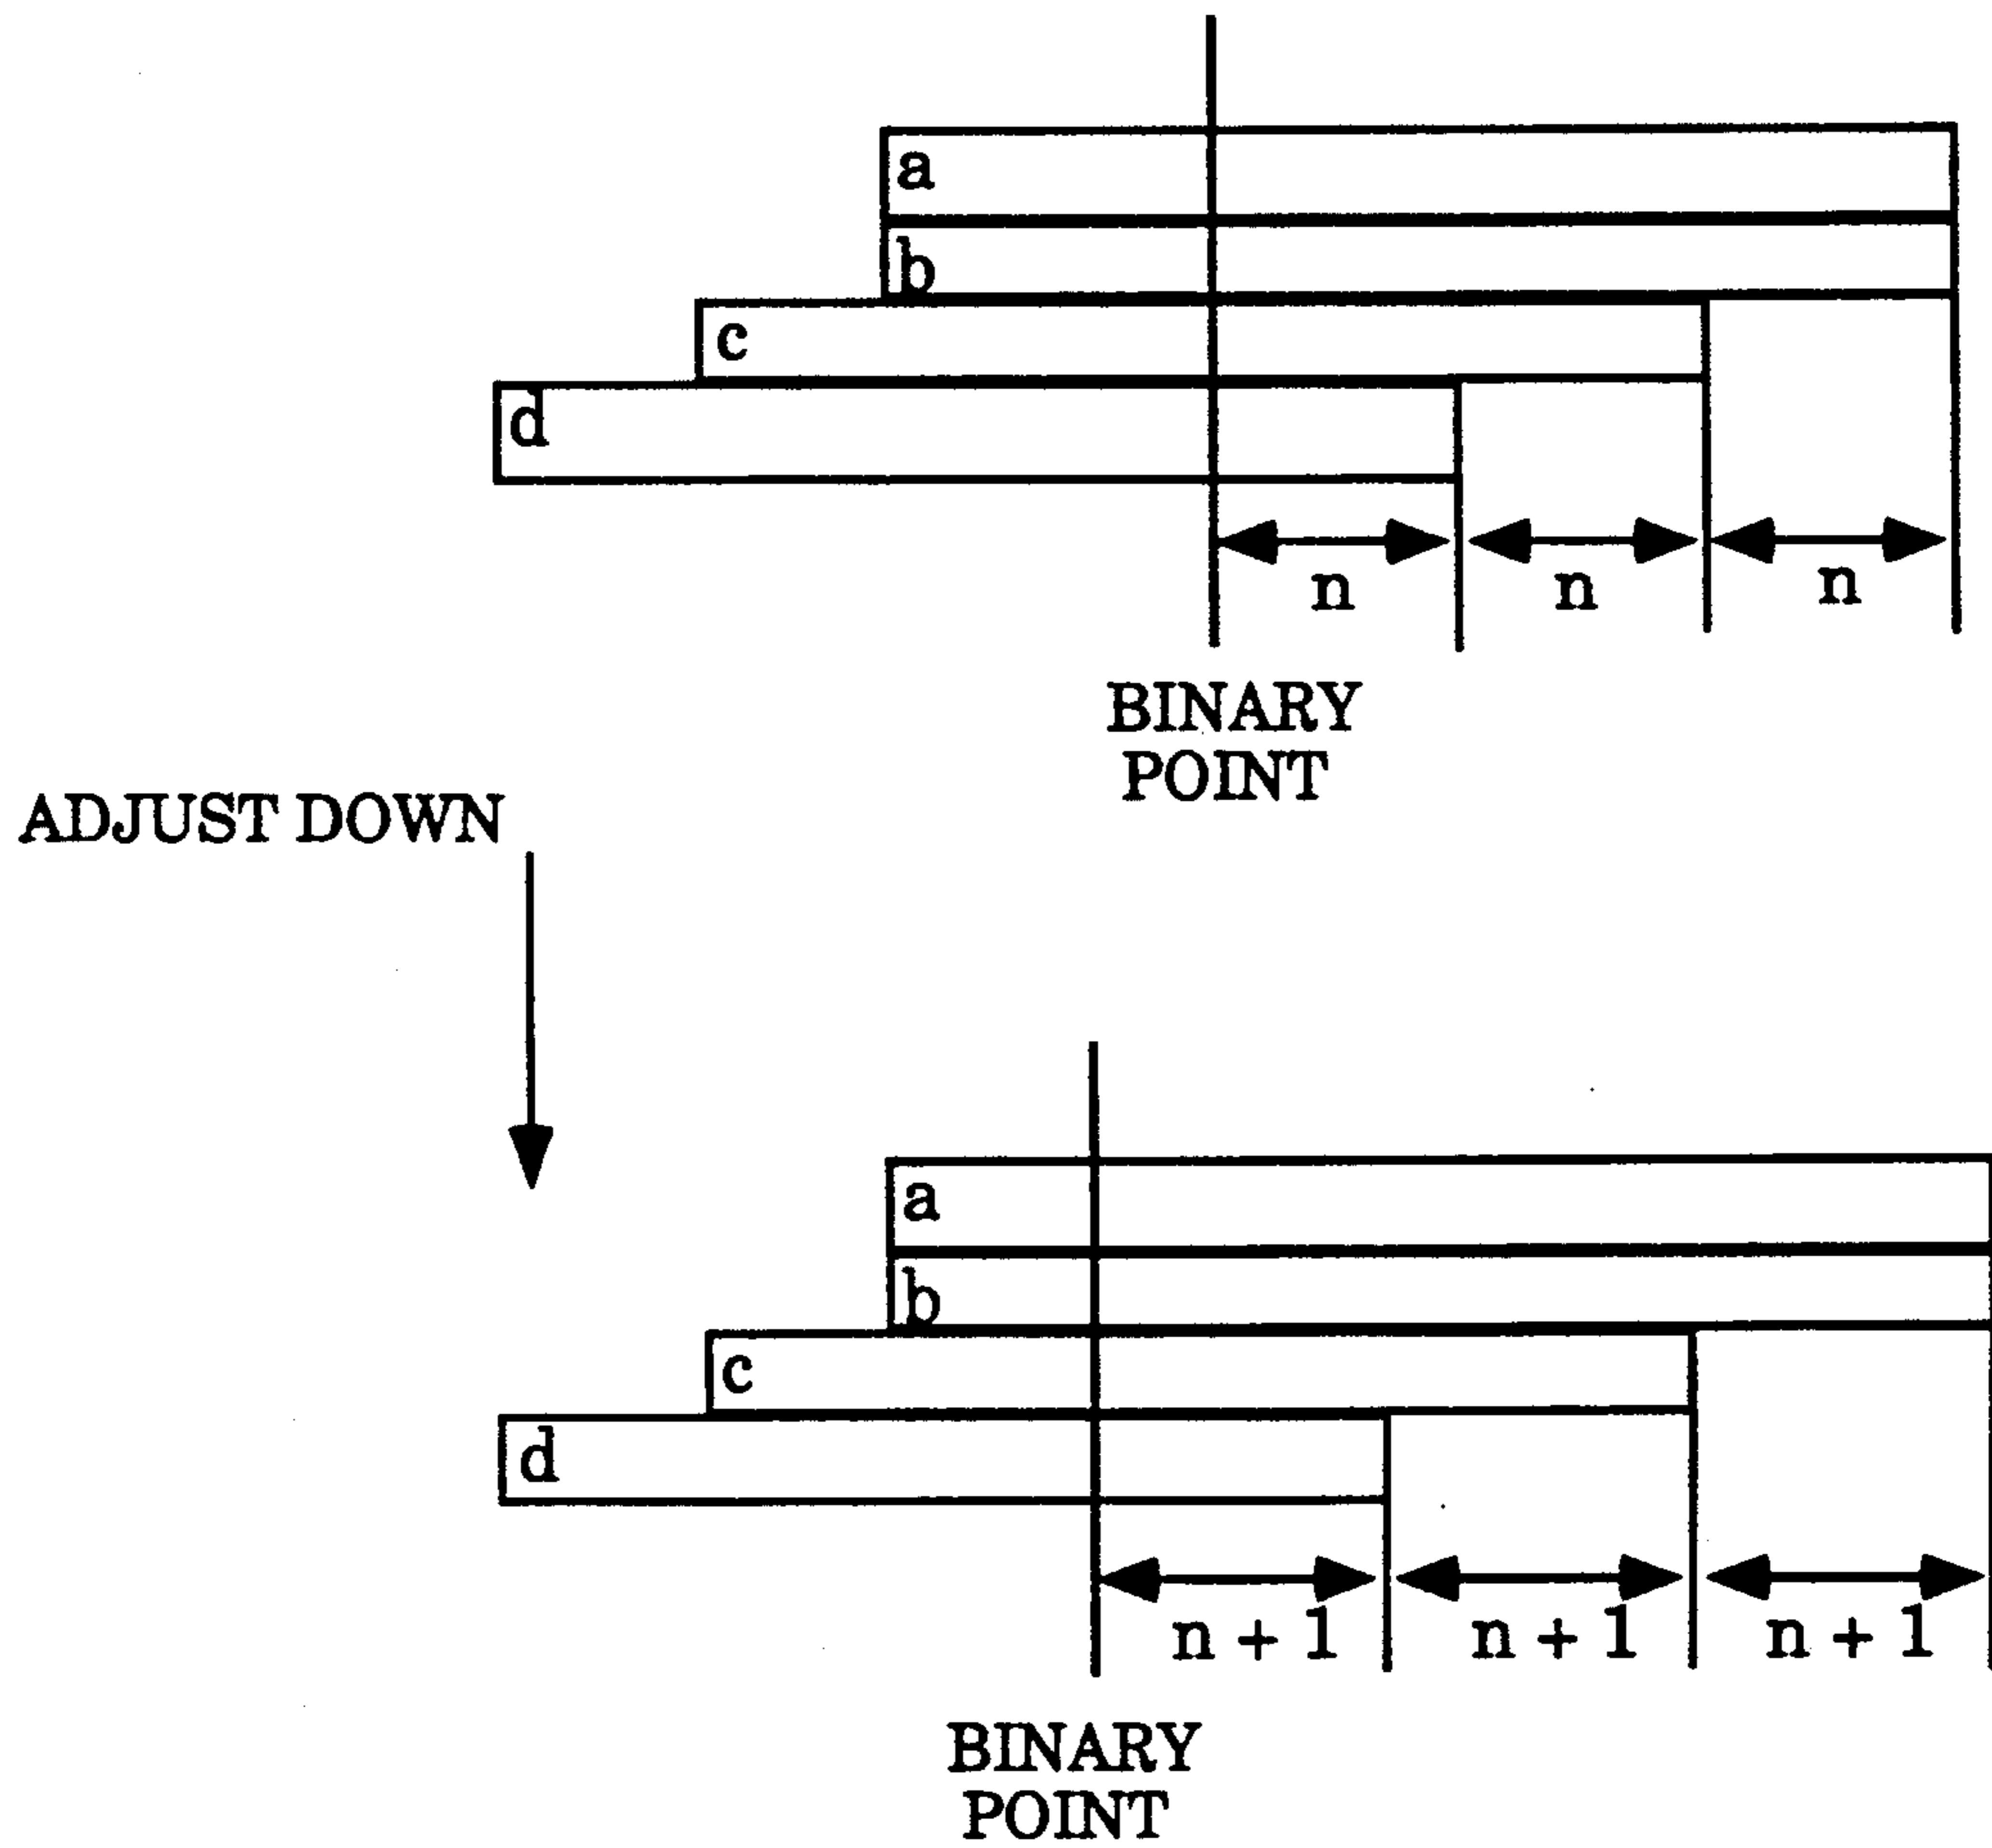 a
b
c
d
n n n
BINARY
POINT
ADJUST DOWN
a
b
c
d
n + 1 n + 1 n + 1
BINARY
POINT